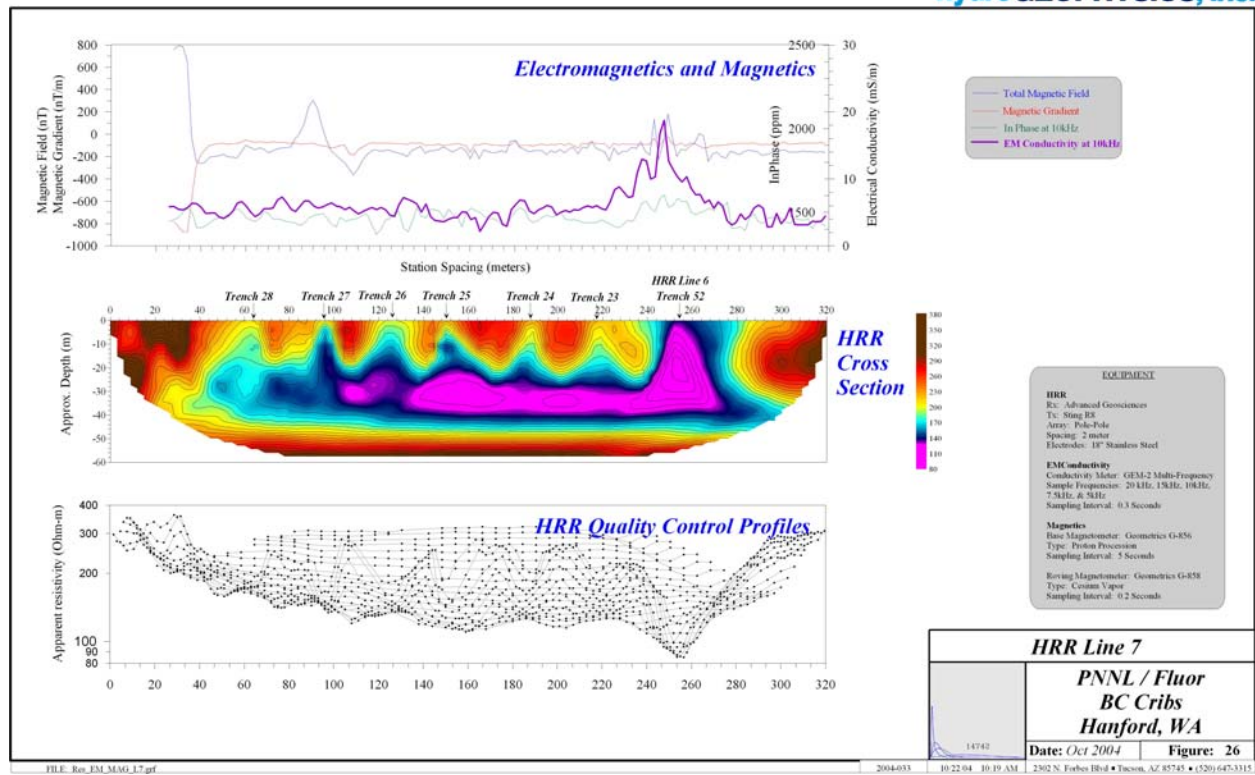 Electromagnetics and Magnetics
800
600
400
200
0
-200
-400
-600
-800
-1000
Magnetic Field (nT)
Magnetic Gradient (nT/m)
2500
2000
1500
InPhase (ppm)
30
20
10
0
Electrical Conductivity (mS/m)
Total Magnetic Field
Magnetic Gradient
In Phase at 10kHz
EM Conductivity at 10kHz
Station Spacing (meters)
HRR Line 6
Trench 28 Trench 27 Trench 26 Trench 25 Trench 24 Trench 23 Trench 52
0 20 40 60 80 100 120 140 160 180 200 220 240 260 280 300 320
0
-10
-20
-30
-40
-50
-60
Approx. Depth (m)
HRR
Cross
Section
380
320
290
260
230
200
170
140
110
80
EQUIPMENT
HRR
Rx: Advanced Geosciences
Tx: Sting R8
Array: Pole-Pole
Spacing: 2 meter
Electrodes: 18" Stainless Steel
EMConductivity
Conductivity Meter: GEM-2 Multi-Frequency
Sample Frequencies: 20 kHz, 15kHz, 10kHz,
7.5kHz, & 5kHz
Sampling Interval: 0.3 Seconds
Magnetics
Base Magnetometer: Geometrics G-856
Type: Proton Procession
Sampling Interval: 5 Seconds
Roving Magnetometer: Geometrics G-858
Type: Cesium Vapor
Sampling Interval: 0.2 Seconds
HRR Quality Control Profiles
400
300
200
100
90
80
Apparent resistivity (Ohm-m)
0 20 40 60 80 100 120 140 160 180 200 220 240 260 280 300 320
HRR Line 7
PNNL / Fluor
BC Cribs
Hanford, WA
14742
Date: Oct 2004 Figure: 26
FILE: Res_EM_MAG_L7.grf
2004-033 10/22/04 10:19 AM 2302 N. Forbes Blvd • Tucson, AZ 85745 • (520) 647-3315